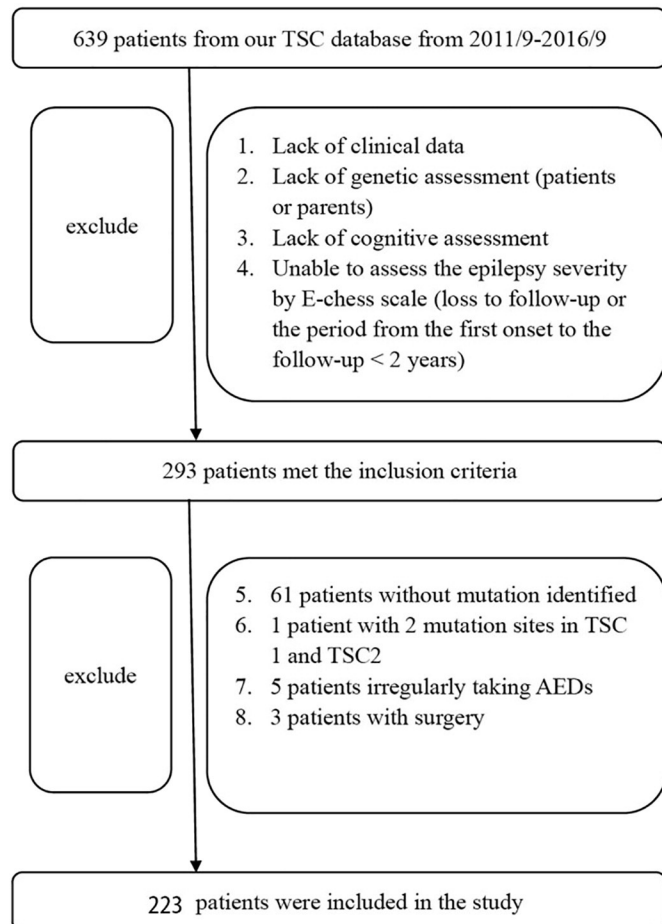 639 patients from our TSC database from 2011/9-2016/9
exclude
1. Lack of clinical data
2. Lack of genetic assessment (patients
or parents)
3. Lack of cognitive assessment
4. Unable to assess the epilepsy severity
by E-chess scale (loss to follow-up or
the period from the first onset to the
follow-up < 2 years)
293 patients met the inclusion criteria
exclude
5. 61 patients without mutation identified
6. 1 patient with 2 mutation sites in TSC
1 and TSC2
7. 5 patients irregularly taking AEDs
8. 3 patients with surgery
223 patients were included in the study